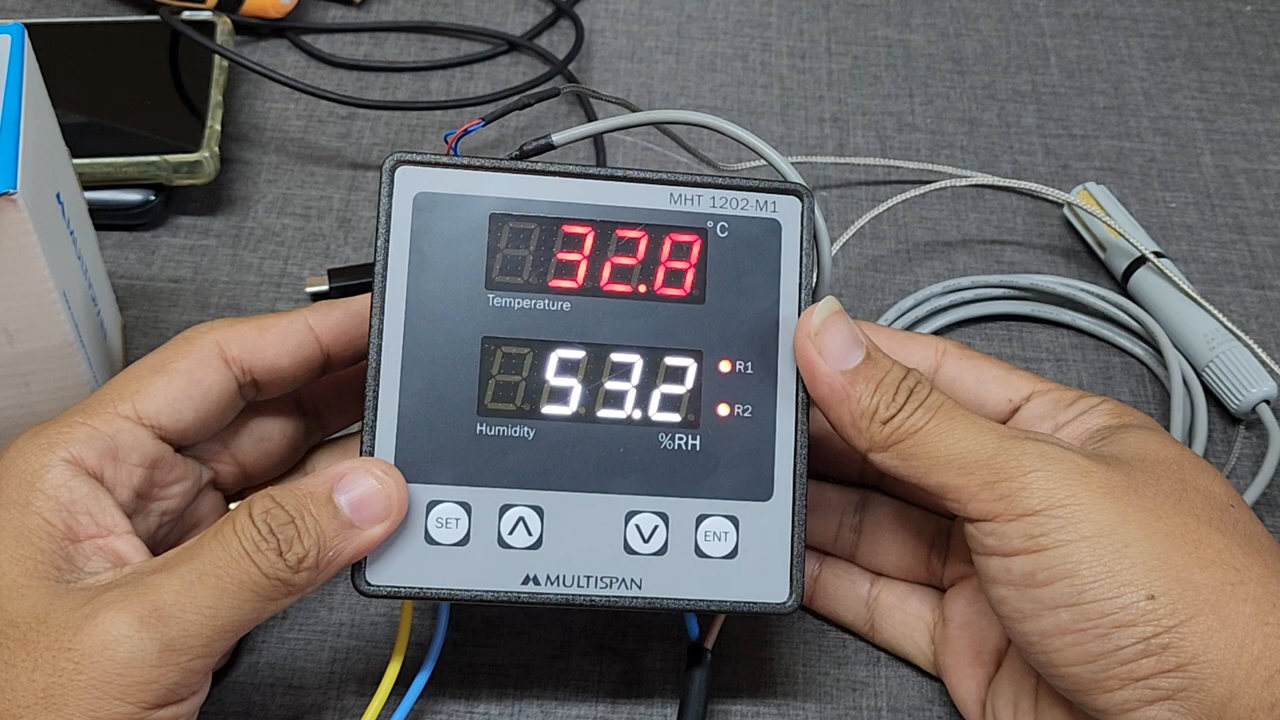 MHT 1202-M1
32.8
°C
Temperature
53.2
R1
R2
Humidity
%RH
SET
ENT
MULTISPAN